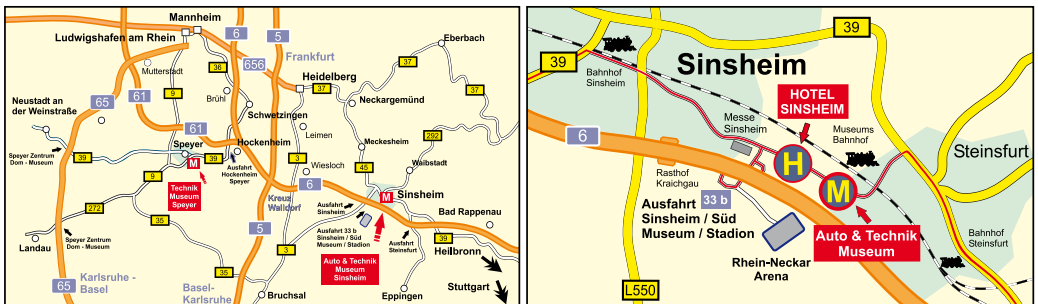 Mannheim
Ludwigshafen am Rhein
6
5
Frankfurt
656
Eberbach
37
Mutterstadt
36
Heidelberg
37
37
9
Brühl
Neckargemünd
65
61
Neustadt an
der Weinstraße
Schwetzingen
61
Leimen
292
Speyer
Hockenheim
Meckesheim
Speyer Zentrum
Dom - Museum
39
39
M
Ausfahrt
Hockenheim
Speyer
3
Wiesloch
45
Waibstadt
9
Technik
Museum
Speyer
6
Kreuz
Walldorf
Ausfahrt
Sinsheim
M
Sinsheim
272
35
5
Ausfahrt 33 b
Sinsheim / Süd
Museum / Stadion
Bad Rappenau
Landau
Speyer Zentrum
Dom - Museum
3
Ausfahrt
Steinsfurt
39
Heilbronn
Auto & Technik
Museum
Sinsheim
35
65
Karlsruhe -
Basel
Basel-
Karlsruhe
Bruchsal
Eppingen
Stuttgart
39
39
Sinsheim
Bahnhof
Sinsheim
HOTEL
SINSHEIM
6
Messe
Sinsheim
Museums
Bahnhof
Steinsfurt
H
Rasthof
Kraichgau
M
33 b
Ausfahrt
Sinsheim / Süd
Museum / Stadion
Auto & Technik
Museum
Bahnhof
Steinsfurt
Rhein-Neckar
Arena
L550